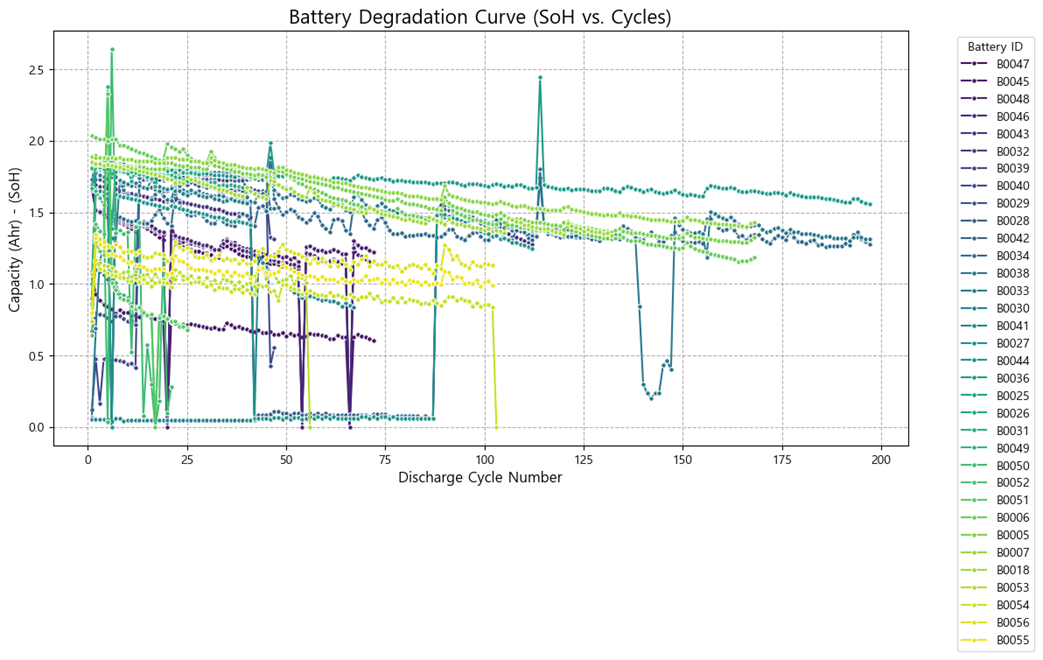 Battery Degradation Curve (SoH vs. Cycles)
Capacity (Ahr) - (SoH)
2.5
2.0
1.5
1.0
0.5
0.0
0
25
50
75
100
125
150
175
200
Discharge Cycle Number
Battery ID
B0047
B0045
B0048
B0046
B0043
B0032
B0039
B0040
B0029
B0028
B0042
B0034
B0038
B0033
B0030
B0041
B0027
B0044
B0036
B0025
B0026
B0031
B0049
B0050
B0052
B0051
B0006
B0005
B0007
B0018
B0053
B0054
B0056
B0055